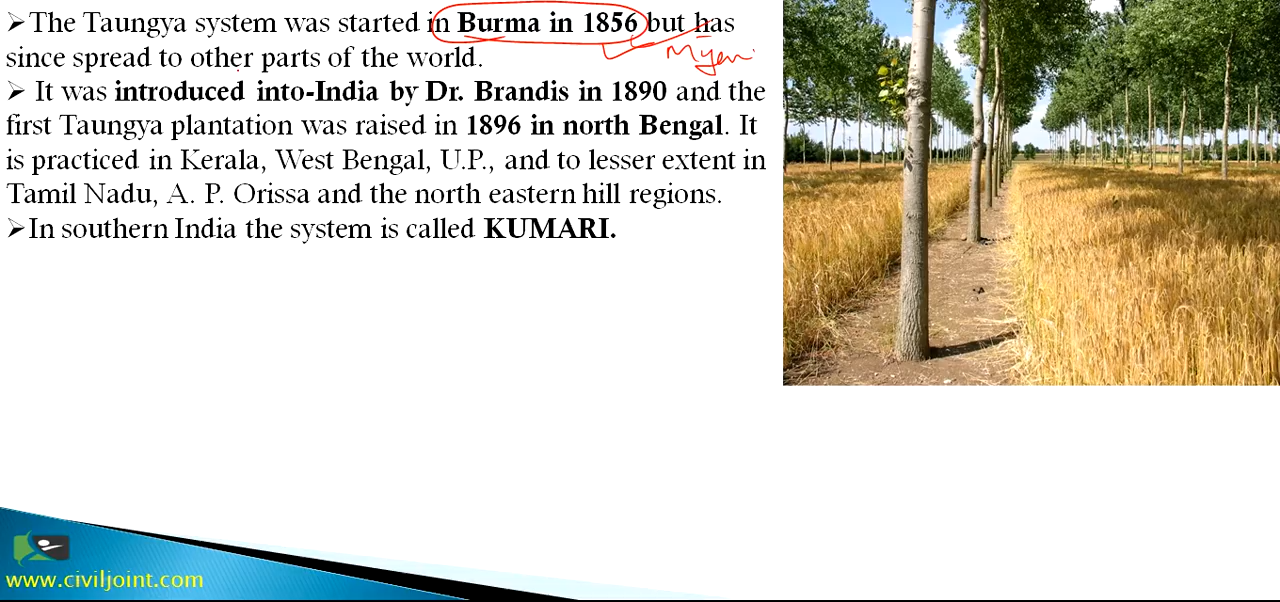 ➢The Taungya system was started in Burma in 1856 but has
since spread to other parts of the world.
Myan
➢ It was introduced into-India by Dr. Brandis in 1890 and the
first Taungya plantation was raised in 1896 in north Bengal. It
is practiced in Kerala, West Bengal, U.P., and to lesser extent in
Tamil Nadu, A. P. Orissa and the north eastern hill regions.
➢In southern India the system is called KUMARI.
www.civiljoint.com